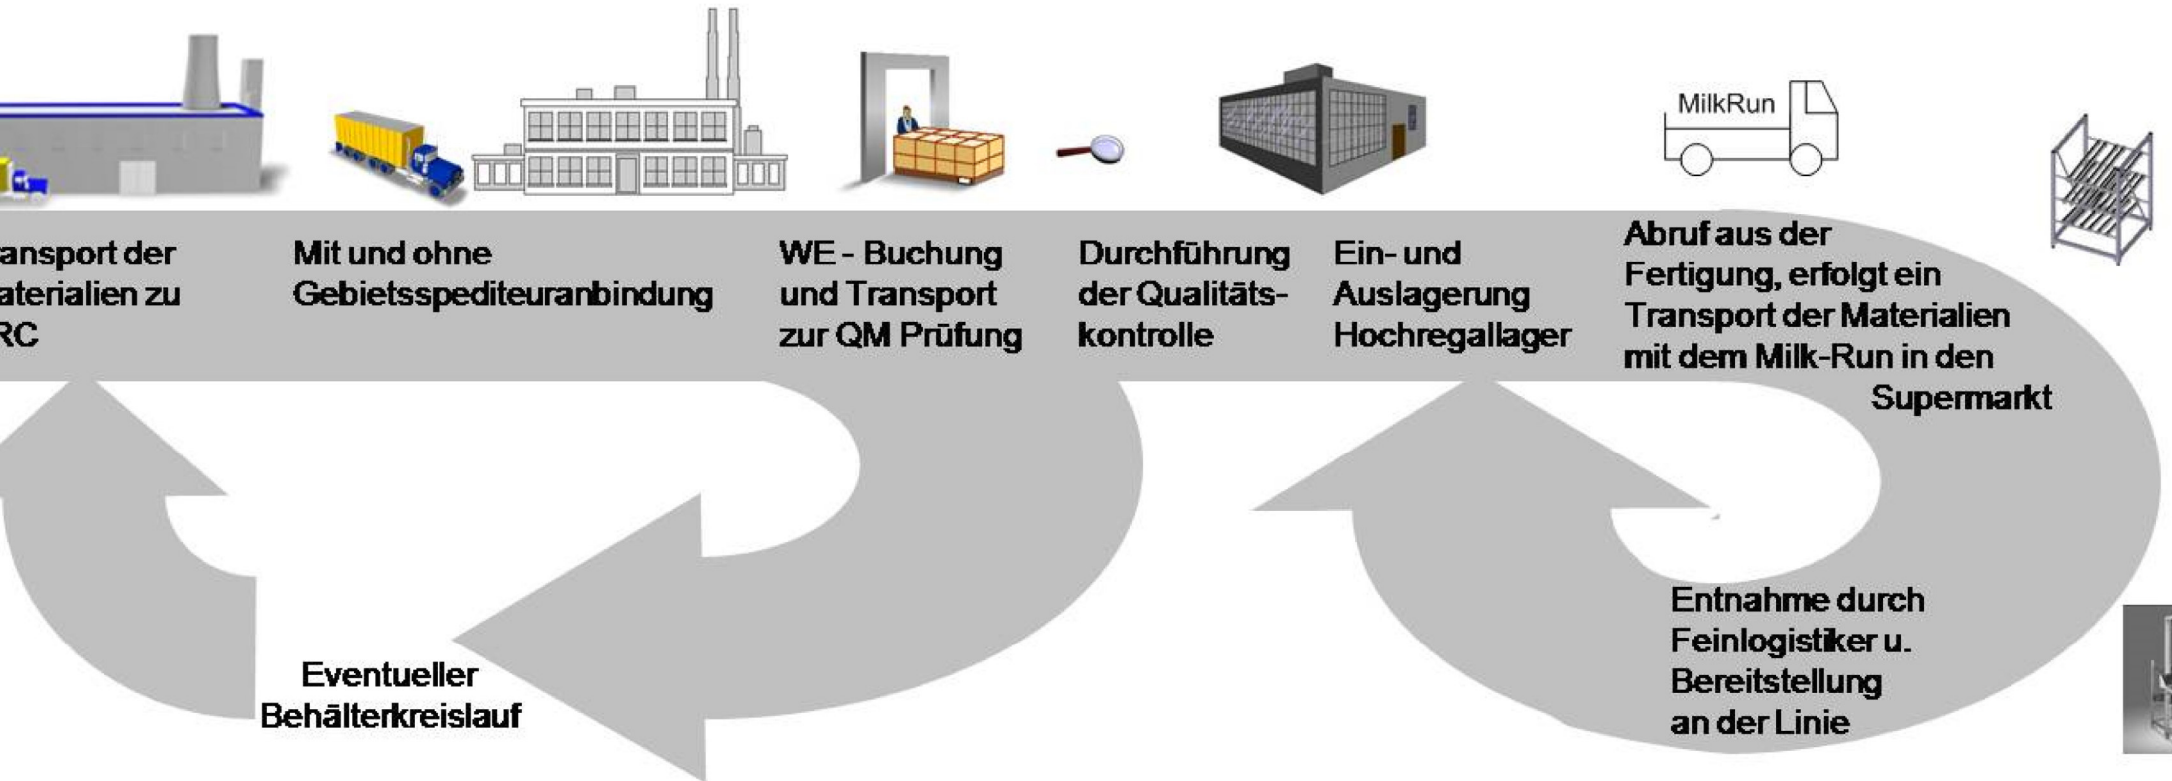 MilkRun
ansport der
aterialien zu
RC
Mit und ohne
Gebietsspediteuranbindung
WE - Buchung
und Transport
zur QM Prüfung
Durchführung
der Qualitäts-
kontrolle
Ein- und
Auslagerung
Hochregallager
Abruf aus der
Fertigung, erfolgt ein
Transport der Materialien
mit dem Milk-Run in den
Supermarkt
Entnahme durch
Feinlogistiker u.
Bereitstellung
an der Linie
Eventueller
Behälterkreislauf